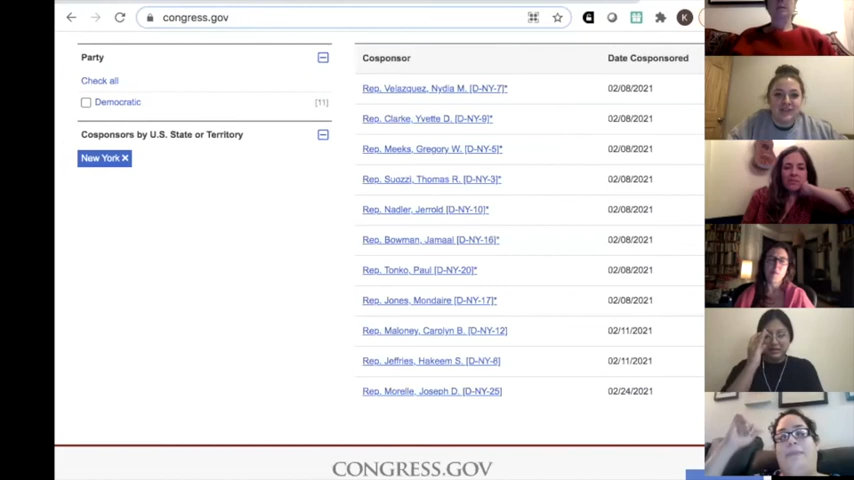 congress.gov
K
Party
Check all
Democratic [11]
Cosponsors by U.S. State or Territory
New York ×
Cosponsor Date Cosponsored
Rep. Velazquez, Nydia M. [D-NY-7]* 02/08/2021
Rep. Clarke, Yvette D. [D-NY-9]* 02/08/2021
Rep. Meeks, Gregory W. [D-NY-5]* 02/08/2021
Rep. Suozzi, Thomas R. [D-NY-3]* 02/08/2021
Rep. Nadler, Jerrold [D-NY-10]* 02/08/2021
Rep. Bowman, Jamaal [D-NY-16]* 02/08/2021
Rep. Tonko, Paul [D-NY-20]* 02/08/2021
Rep. Jones, Mondaire [D-NY-17]* 02/08/2021
Rep. Maloney, Carolyn B. [D-NY-12] 02/11/2021
Rep. Jeffries, Hakeem S. [D-NY-8] 02/11/2021
Rep. Morelle, Joseph D. [D-NY-25] 02/24/2021
CONGRESS.GOV